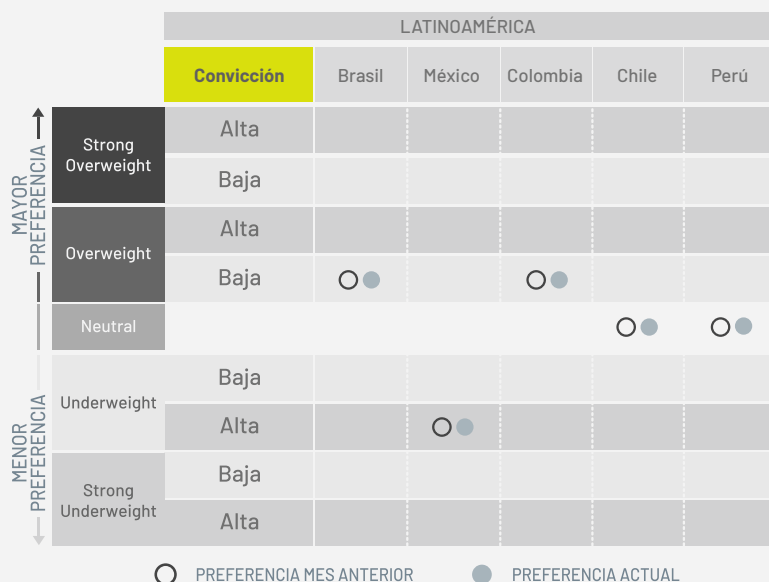 LATINOAMÉRICA
Convicción
Brasil
México
Colombia
Chile
Perú
MAYOR
PREFERENCIA
Strong
Overweight
Alta
Baja
Overweight
Alta
Baja
Neutral
MENOR
PREFERENCIA
Underweight
Baja
Alta
Strong
Underweight
Baja
Alta
PREFERENCIA MES ANTERIOR
PREFERENCIA ACTUAL